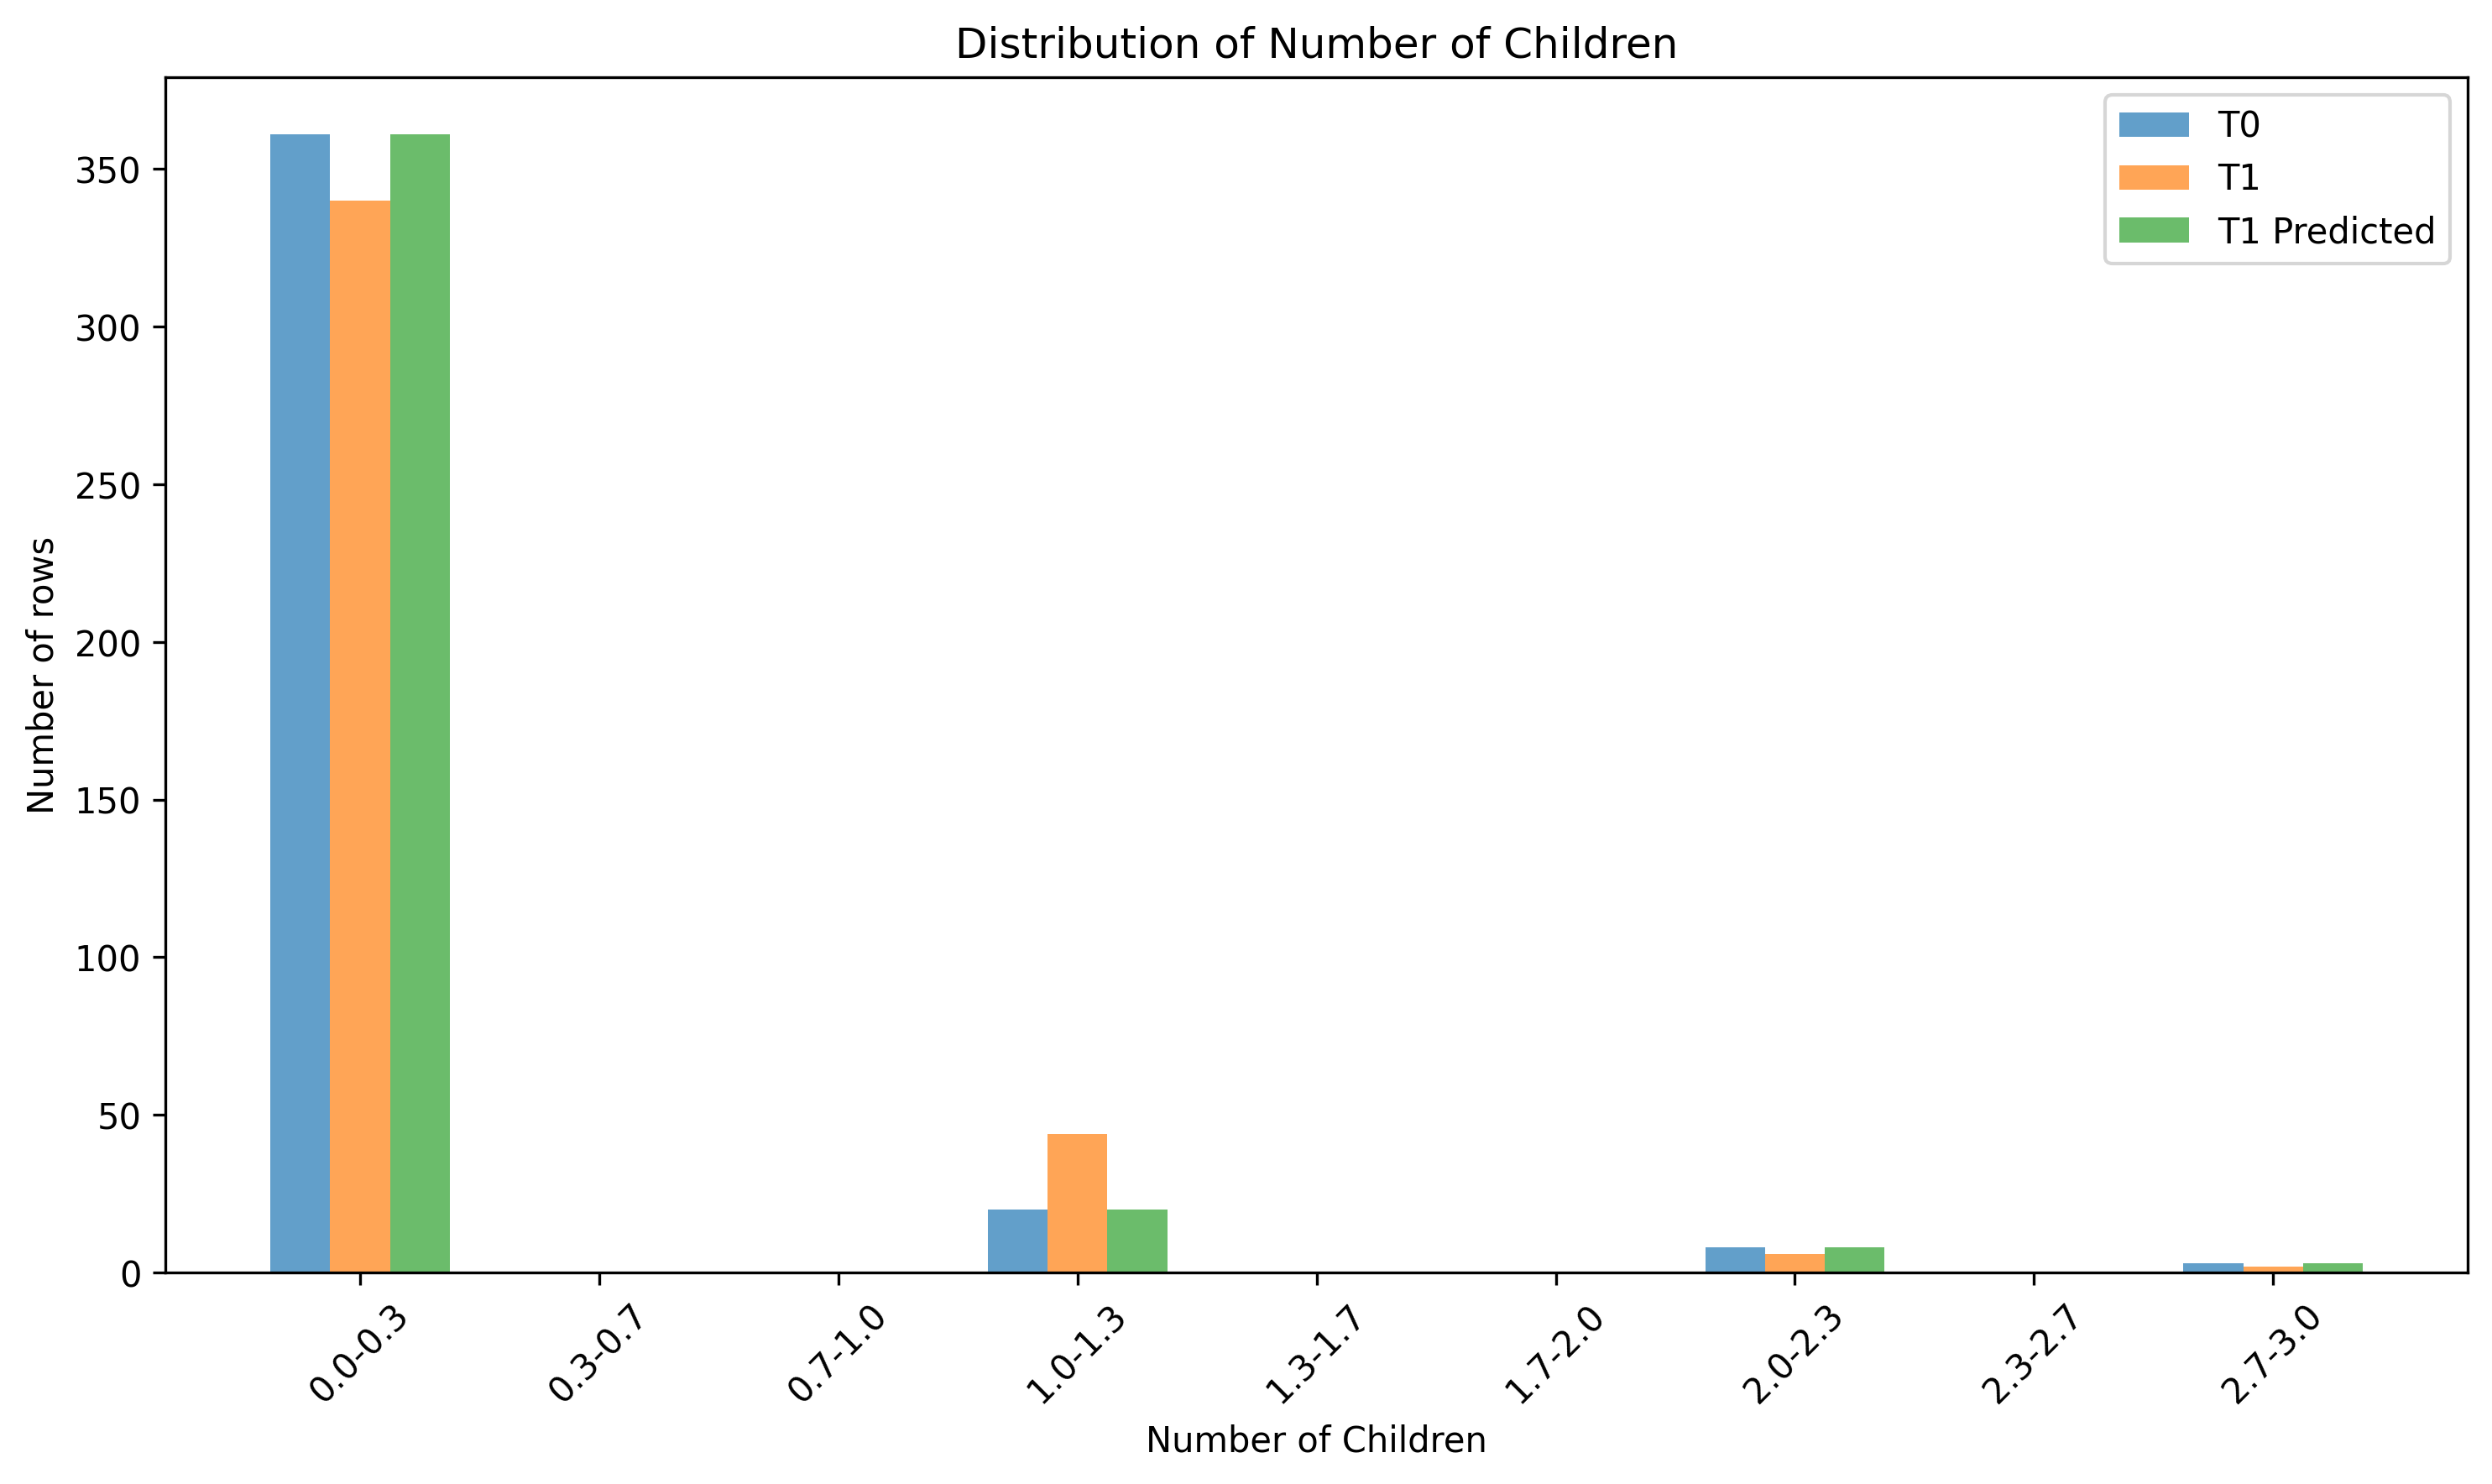 Distribution of Number of Children
T0
T1
T1 Predicted
Number of rows
350
300
250
200
150
100
50
0
0.0-0.3
0.3-0.7
0.7-1.0
1.0-1.3
1.3-1.7
1.7-2.0
2.0-2.3
2.3-2.7
2.7-3.0
Number of Children